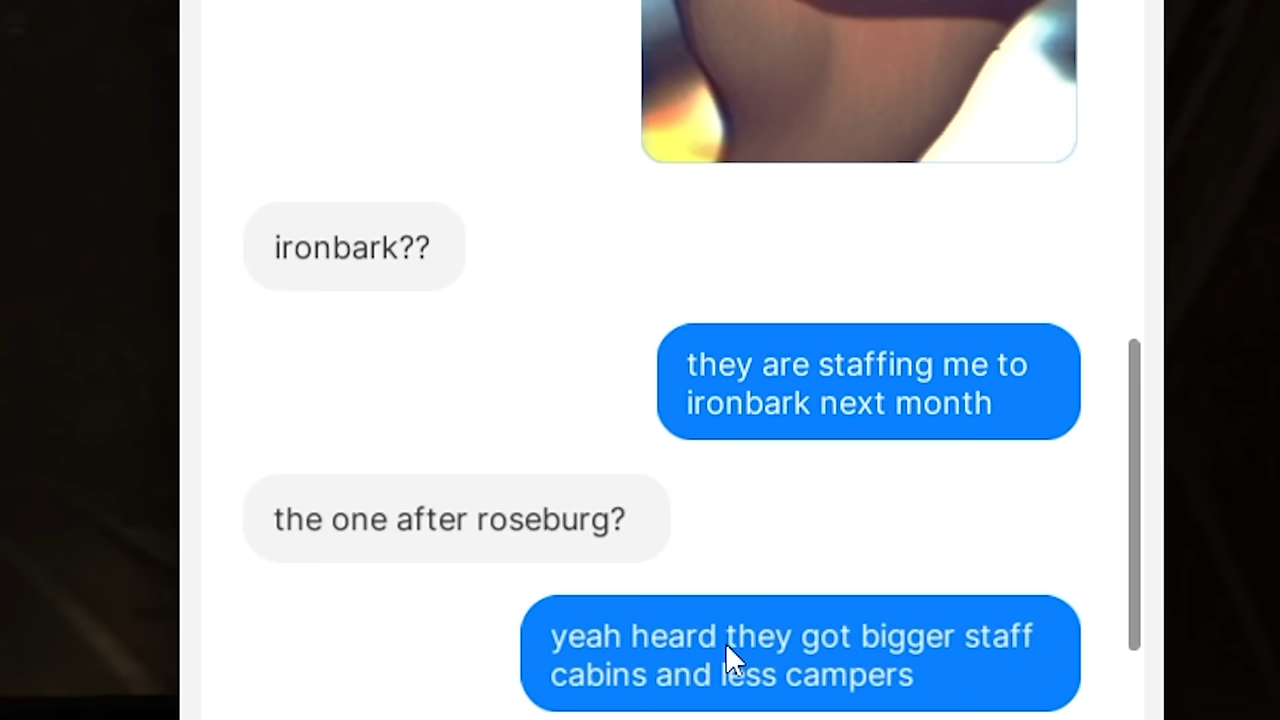 ironbark??
they are staffing me to
ironbark next month
the one after roseburg?
yeah heard they got bigger staff
cabins and less campers